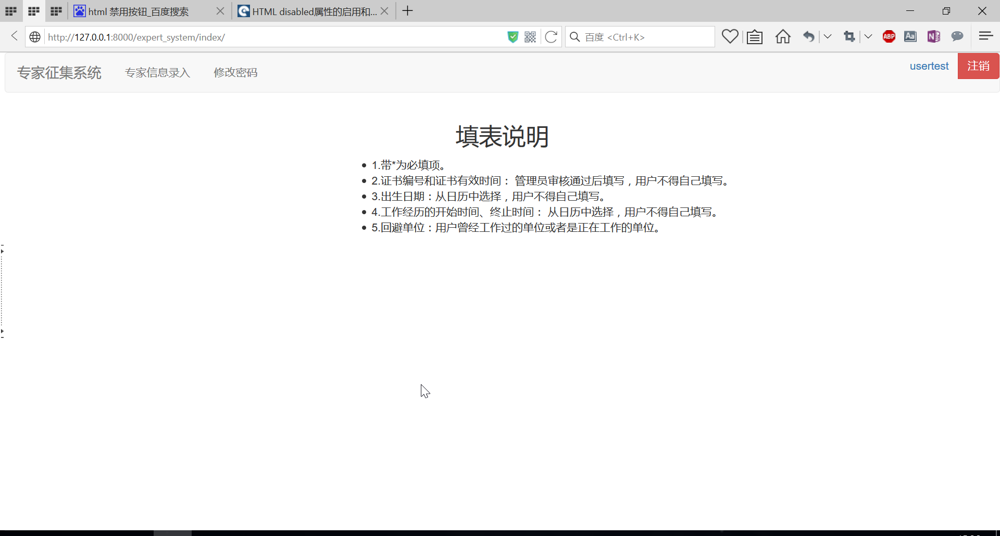 html 禁用按钮_百度搜索
HTML disabled属性的启用和...
http://127.0.0.1:8000/expert_system/index/
百度 <Ctrl+K>
ABP
Aa
N
专家征集系统 专家信息录入 修改密码 usertest 注销
填表说明
1.带*为必填项。
2.证书编号和证书有效时间： 管理员审核通过后填写，用户不得自己填写。
3.出生日期：从日历中选择，用户不得自己填写。
4.工作经历的开始时间、终止时间： 从日历中选择，用户不得自己填写。
5.回避单位：用户曾经工作过的单位或者是正在工作的单位。